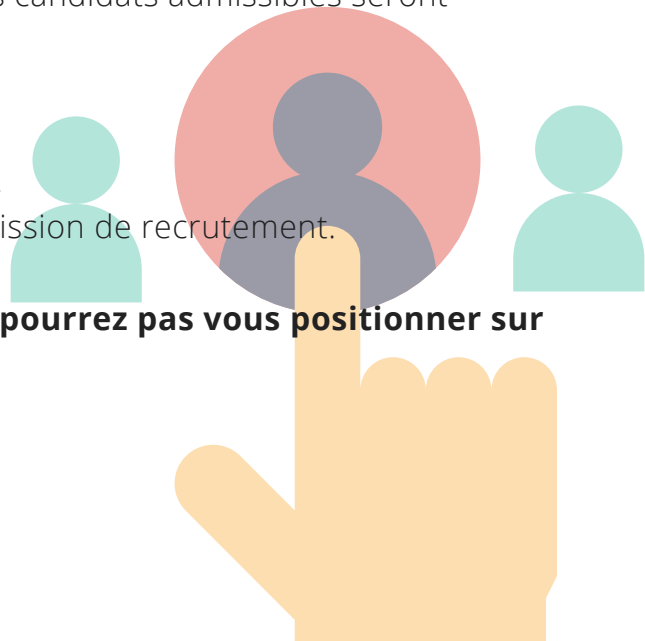 candidats admissibles seront
ission de recrutement.
pourrez pas vous positionner sur